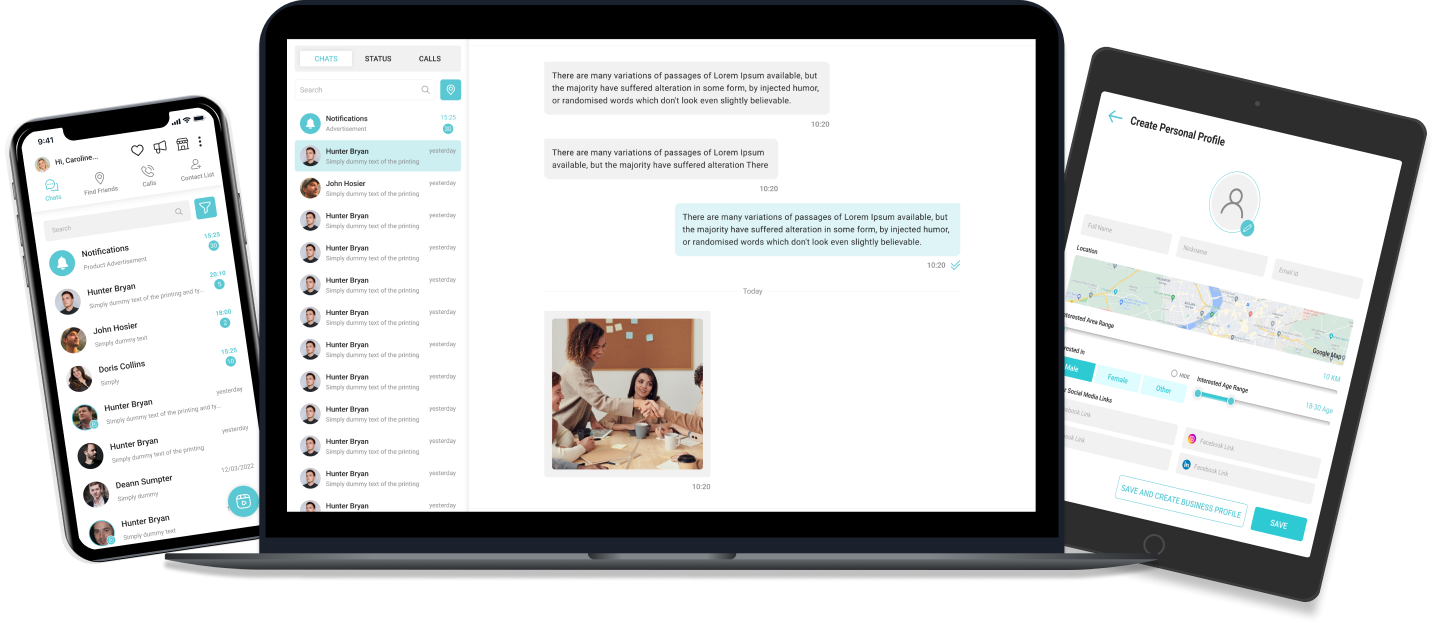 9:41
Hi, Caroline...
Chats
Find Friends
Calls
Contact List
Search
Notifications
15:25
Product Advertisement
30
Hunter Bryan
20:10
Simply dummy text of the printing and ty...
5
John Hosier
18:00
Simply dummy text
2
Doris Collins
15:25
Simply
10
Hunter Bryan
yesterday
Simply dummy text of the printing and ty...
Hunter Bryan
yesterday
Simply dummy text of the printing
Deann Sumpter
12/03/2022
Simply dummy
Hunter Bryan
Simply dummy text
CHATS STATUS CALLS
Search
Notifications 15:25
Advertisement 30
Hunter Bryan yesterday
Simply dummy text of the printing
John Hosier yesterday
Simply dummy text of the printing
Hunter Bryan yesterday
Simply dummy text of the printing
Hunter Bryan yesterday
Simply dummy text of the printing
Hunter Bryan yesterday
Simply dummy text of the printing
Hunter Bryan yesterday
Simply dummy text of the printing
Hunter Bryan yesterday
Simply dummy text of the printing
Hunter Bryan yesterday
Simply dummy text of the printing
Hunter Bryan yesterday
Simply dummy text of the printing
Hunter Bryan yesterday
Simply dummy text of the printing
Hunter Bryan yesterday
Simply dummy text of the printing
Hunter Bryan yesterday
There are many variations of passages of Lorem Ipsum available, but
the majority have suffered alteration in some form, by injected humor,
or randomised words which don't look even slightly believable.
10:20
There are many variations of passages of Lorem Ipsum
available, but the majority have suffered alteration There
10:20
There are many variations of passages of Lorem Ipsum available, but
the majority have suffered alteration in some form, by injected humor,
or randomised words which don't look even slightly believable.
10:20
Today
10:20
Create Personal Profile
Full Name
Nickname
Email id
Location
Google Map
Area Range
10 KM
in
Male
Female
Other
HIDE
Interested Age Range
18-30 Age
Social Media Links
Link
Facebook Link
Link
Facebook Link
SAVE AND CREATE BUSINESS PROFILE
SAVE